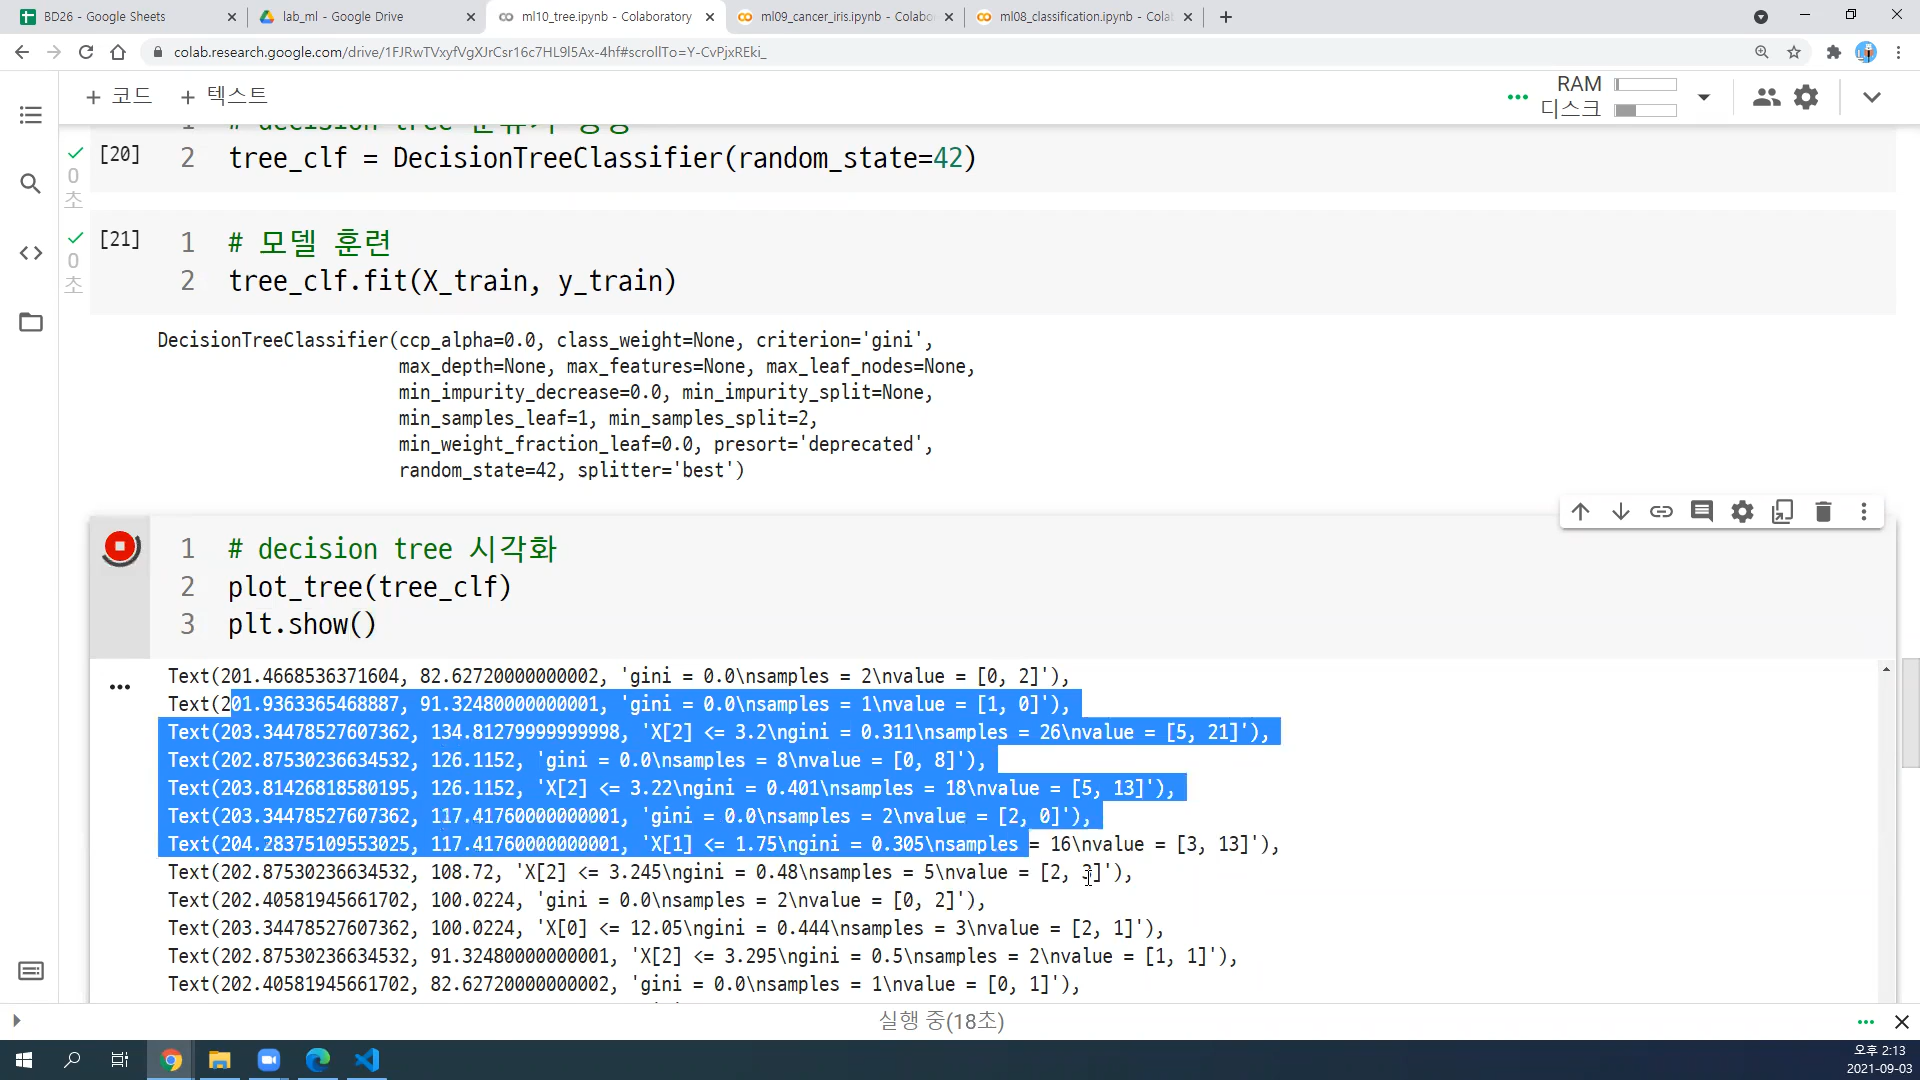 BD26 - Google Sheets
lab_ml - Google Drive
ml10_tree.ipynb - Colaboratory
ml09_cancer_iris.ipynb - Colabo
ml08_classification.ipynb - Cola
colab.research.google.com/drive/1FJRwTVxyfVgXJrCsr16c7HL9l5Ax-4hf#scrollTo=Y-CvPjxREki_
+ 코드 + 텍스트
RAM
디스크
1 # decision tree 분류기 생성
[20] 2 tree_clf = DecisionTreeClassifier(random_state=42)
0
초
[21] 1 # 모델 훈련
0
초
2 tree_clf.fit(X_train, y_train)
DecisionTreeClassifier(ccp_alpha=0.0, class_weight=None, criterion='gini',
max_depth=None, max_features=None, max_leaf_nodes=None,
min_impurity_decrease=0.0, min_impurity_split=None,
min_samples_leaf=1, min_samples_split=2,
min_weight_fraction_leaf=0.0, presort='deprecated',
random_state=42, splitter='best')
1 # decision tree 시각화
2 plot_tree(tree_clf)
3 plt.show()
Text(201.4668536371604, 82.62720000000002, 'gini = 0.0\nsamples = 2\nvalue = [0, 2]'),
Text(201.9363365468887, 91.32480000000001, 'gini = 0.0\nsamples = 1\nvalue = [1, 0]'),
Text(203.34478527607362, 134.81279999999998, 'X[2] <= 3.2\ngini = 0.311\nsamples = 26\nvalue = [5, 21]'),
Text(202.87530236634532, 126.1152, 'gini = 0.0\nsamples = 8\nvalue = [0, 8]'),
Text(203.81426818580195, 126.1152, 'X[2] <= 3.22\ngini = 0.401\nsamples = 18\nvalue = [5, 13]'),
Text(203.34478527607362, 117.41760000000001, 'gini = 0.0\nsamples = 2\nvalue = [2, 0]'),
Text(204.28375109553025, 117.41760000000001, 'X[1] <= 1.75\ngini = 0.305\nsamples = 16\nvalue = [3, 13]'),
Text(202.87530236634532, 108.72, 'X[2] <= 3.245\ngini = 0.48\nsamples = 5\nvalue = [2, 3]'),
Text(202.40581945661702, 100.0224, 'gini = 0.0\nsamples = 2\nvalue = [0, 2]'),
Text(203.34478527607362, 100.0224, 'X[0] <= 12.05\ngini = 0.444\nsamples = 3\nvalue = [2, 1]'),
Text(202.87530236634532, 91.32480000000001, 'X[2] <= 3.295\ngini = 0.5\nsamples = 2\nvalue = [1, 1]'),
Text(202.40581945661702, 82.62720000000002, 'gini = 0.0\nsamples = 1\nvalue = [0, 1]'),
실행 중(18초)
오후 2:13
2021-09-03